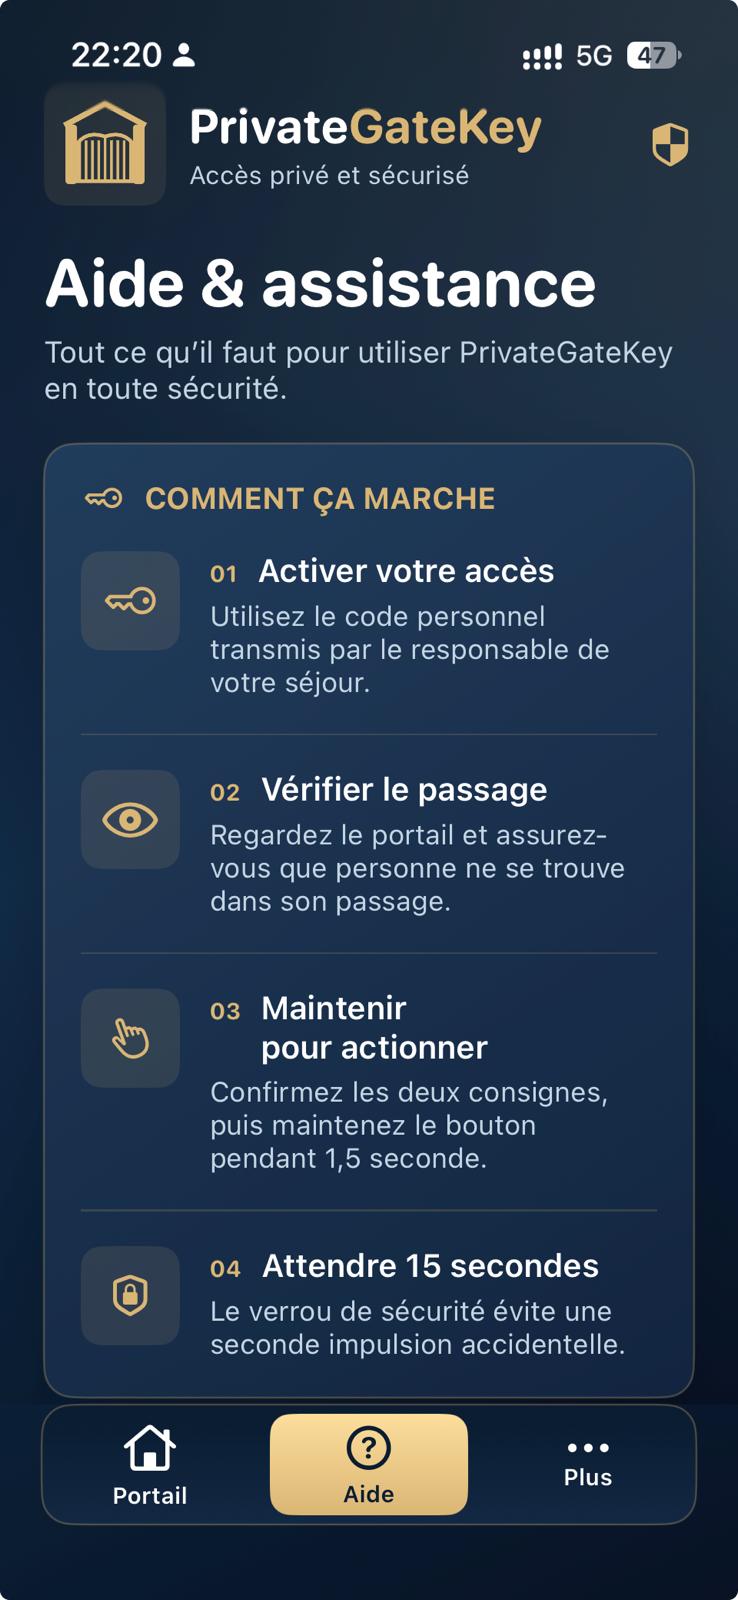 22:20
5G 47
PrivateGateKey
Accès privé et sécurisé
Aide & assistance
Tout ce qu’il faut pour utiliser PrivateGateKey
en toute sécurité.
COMMENT ÇA MARCHE
01 Activer votre accès
Utilisez le code personnel
transmis par le responsable de
votre séjour.
02 Vérifier le passage
Regardez le portail et assurez-
vous que personne ne se trouve
dans son passage.
03 Maintenir
pour actionner
Confirmez les deux consignes,
puis maintenez le bouton
pendant 1,5 seconde.
04 Attendre 15 secondes
Le verrou de sécurité évite une
seconde impulsion accidentelle.
Portail
?
Aide
Plus